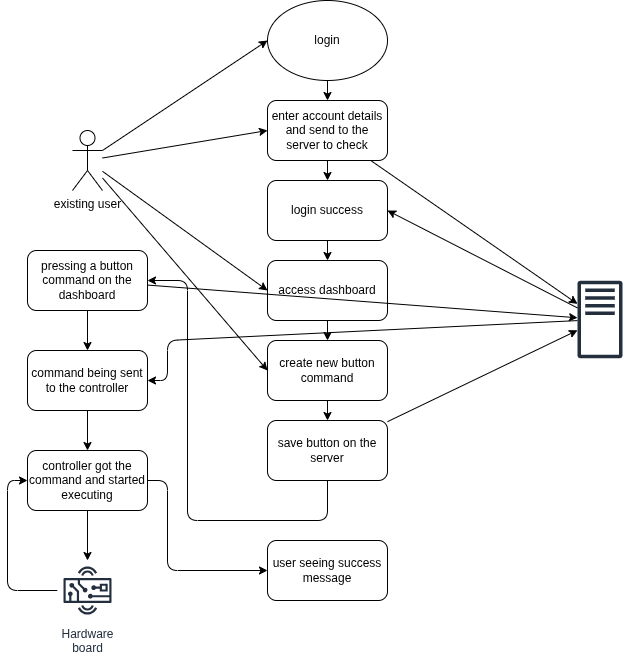 login
enter account details
and send to the
server to check
existing user
login success
pressing a button
command on the
dashboard
access dashboard
command being sent
to the controller
create new button
command
save button on the
server
controller got the
command and started
executing
user seeing success
message
Hardware
board